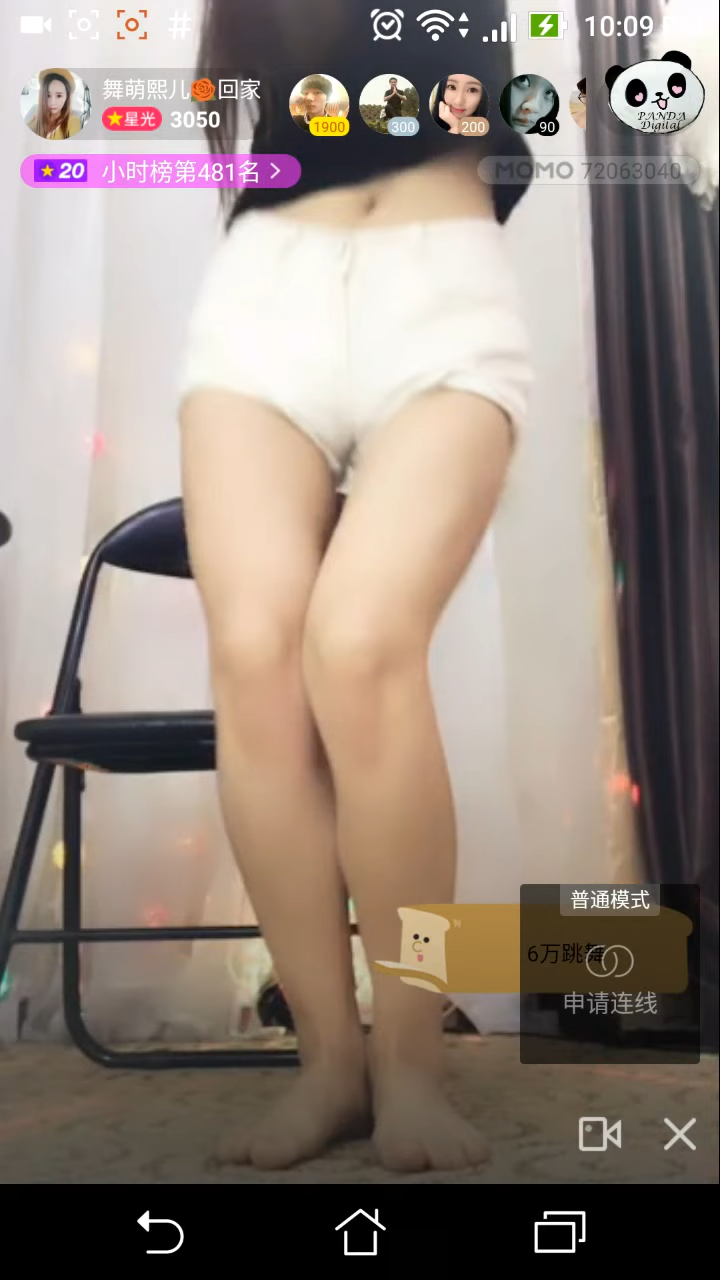 10:09
舞萌熙儿🌹回家
星光 3050
1900
300
200
90
PANDA
Digital
20 小时榜第481名 >
MOMO 72063040
普通模式
6万跳舞
申请连线